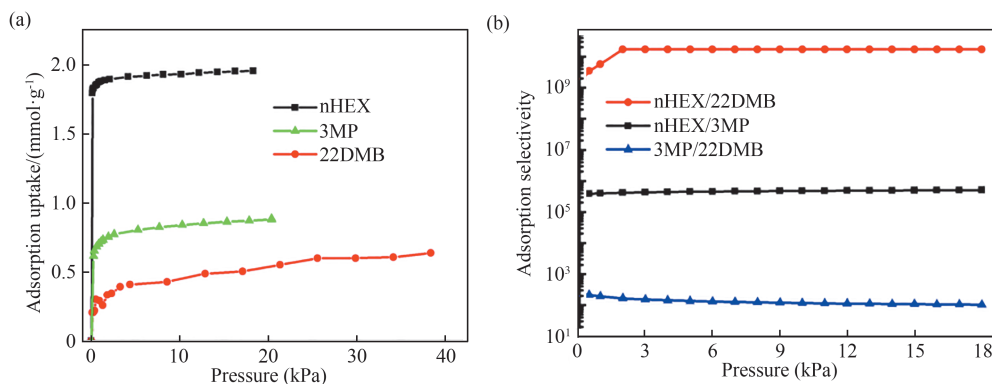 (a)
Adsorption uptake/(mmol·g⁻¹)
2.0
1.5
1.0
0.5
0
nHEX
3MP
22DMB
0 10 20 30 40
Pressure (kPa)
(b)
Adsorption selectiveity
10⁹
10⁷
10⁵
10³
10¹
nHEX/22DMB
nHEX/3MP
3MP/22DMB
0 3 6 9 12 15 18
Pressure (kPa)